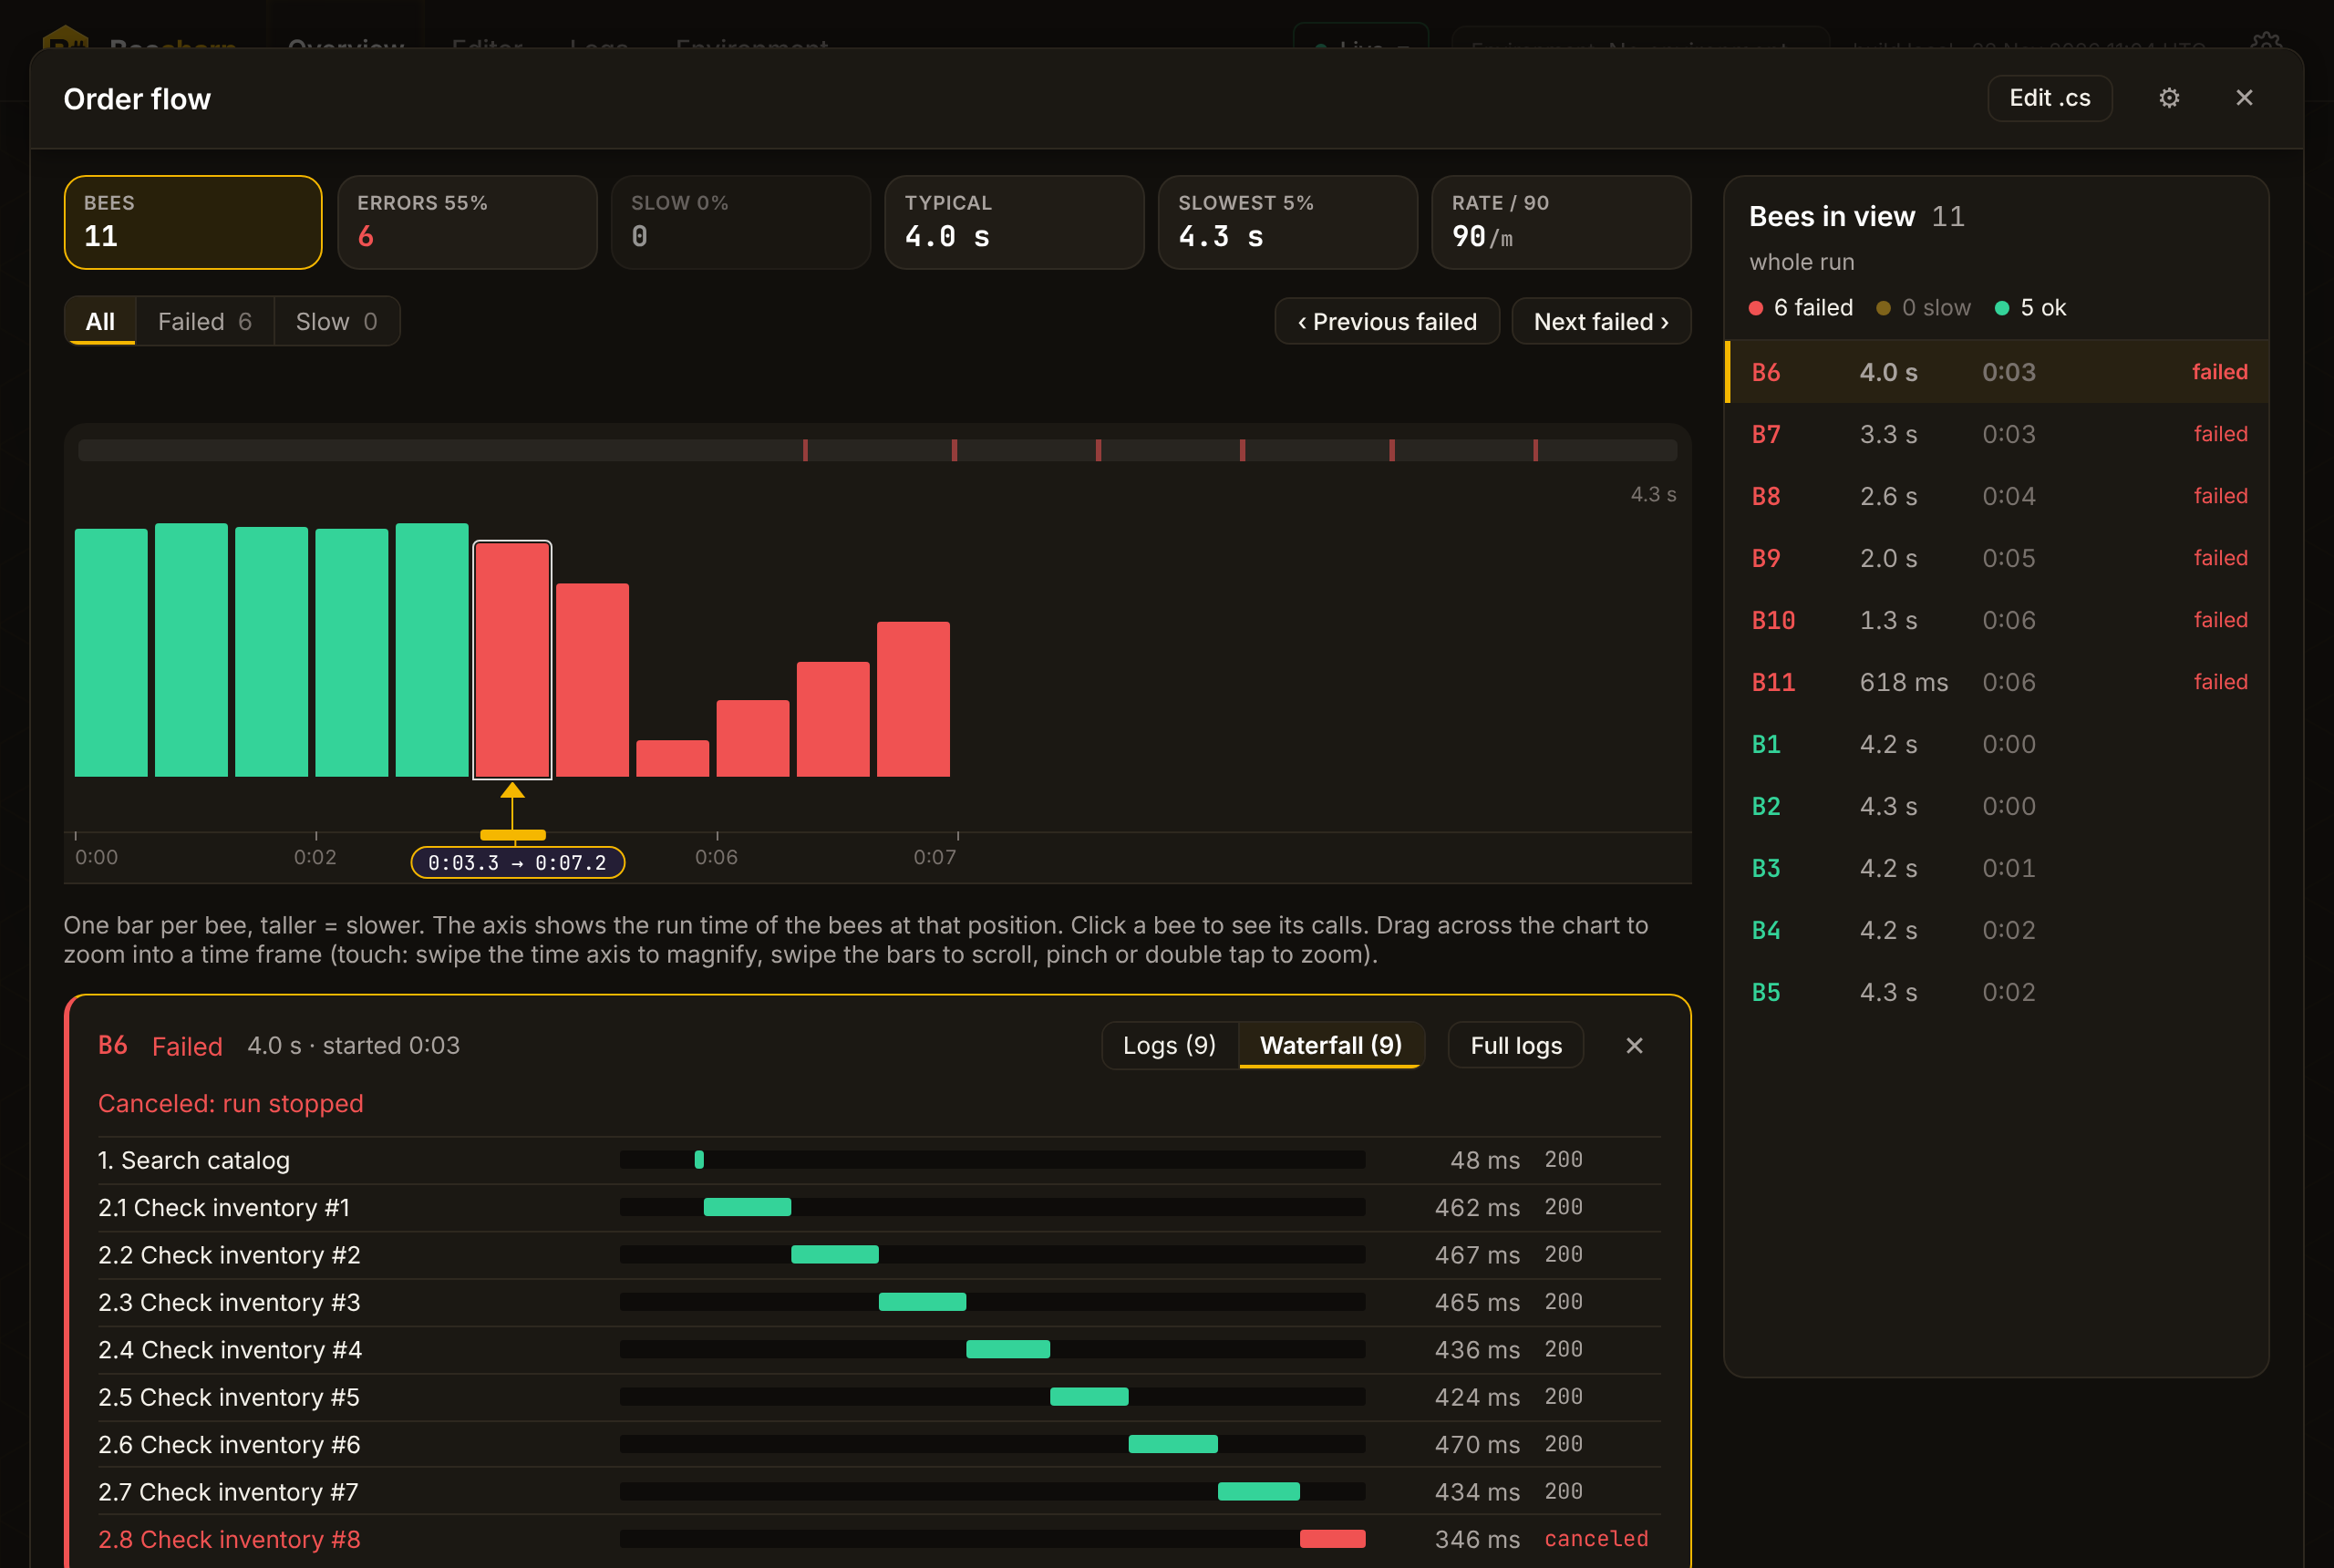 Order flow
Edit .cs
BEES
11
ERRORS 55%
6
SLOW 0%
0
TYPICAL
4.0 s
SLOWEST 5%
4.3 s
RATE / 90
90/m
All
Failed 6
Slow 0
‹ Previous failed
Next failed ›
4.3 s
0:00
0:02
0:03.3 → 0:07.2
0:06
0:07
One bar per bee, taller = slower. The axis shows the run time of the bees at that position. Click a bee to see its calls. Drag across the chart to
zoom into a time frame (touch: swipe the time axis to magnify, swipe the bars to scroll, pinch or double tap to zoom).
B6 Failed 4.0 s · started 0:03
Logs (9)
Waterfall (9)
Full logs
Canceled: run stopped
1. Search catalog 48 ms 200
2.1 Check inventory #1 462 ms 200
2.2 Check inventory #2 467 ms 200
2.3 Check inventory #3 465 ms 200
2.4 Check inventory #4 436 ms 200
2.5 Check inventory #5 424 ms 200
2.6 Check inventory #6 470 ms 200
2.7 Check inventory #7 434 ms 200
2.8 Check inventory #8 346 ms canceled
Bees in view 11
whole run
6 failed 0 slow 5 ok
B6 4.0 s 0:03 failed
B7 3.3 s 0:03 failed
B8 2.6 s 0:04 failed
B9 2.0 s 0:05 failed
B10 1.3 s 0:06 failed
B11 618 ms 0:06 failed
B1 4.2 s 0:00
B2 4.3 s 0:00
B3 4.2 s 0:01
B4 4.2 s 0:02
B5 4.3 s 0:02